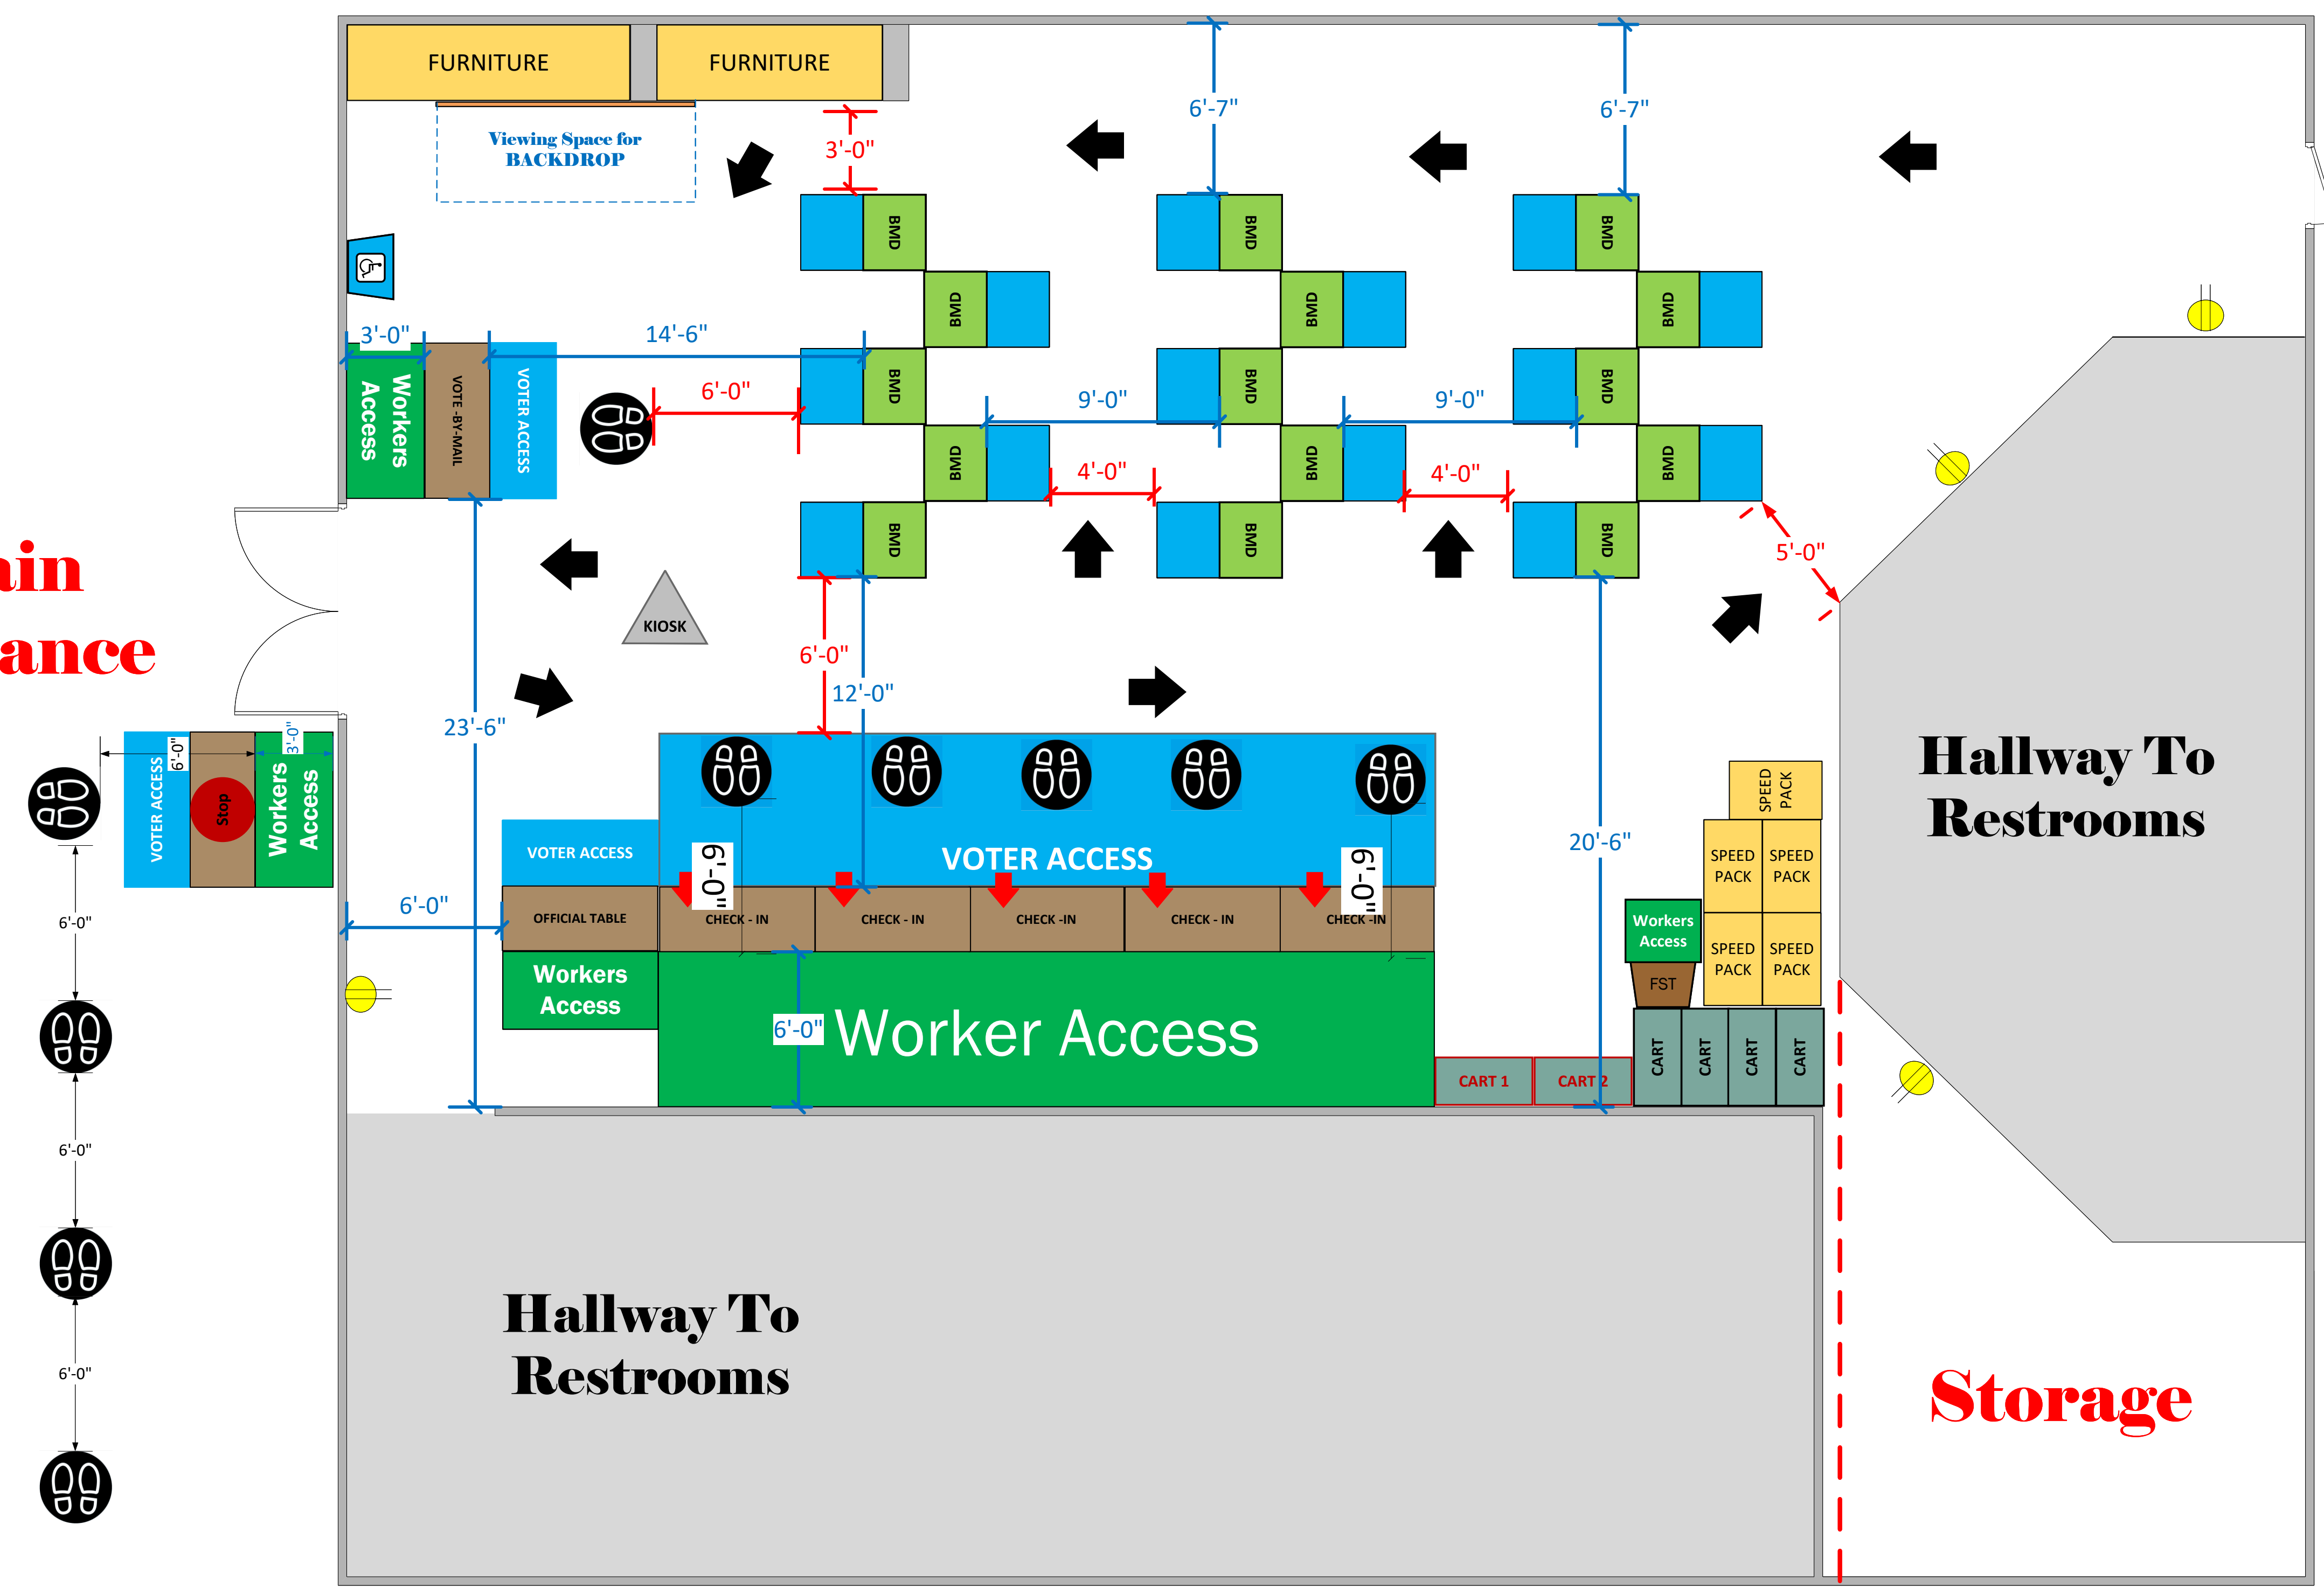 FURNITURE
FURNITURE
Viewing Space for
BACKDROP
3'-0"
6'-7"
6'-7"
BMD
BMD
BMD
BMD
BMD
BMD
3'-0"
14'-6"
Workers
Access
VOTE -BY-MAIL
VOTER ACCESS
6'-0"
BMD
BMD
BMD
9'-0"
9'-0"
BMD
BMD
BMD
4'-0"
4'-0"
BMD
BMD
BMD
5'-0"
ain
ance
KIOSK
6'-0"
12'-0"
23'-6"
6'-0"
3'-0"
VOTER ACCESS
Stop
Workers
Access
Hallway To
Restrooms
SPEED
PACK
VOTER ACCESS
VOTER ACCESS
6'-0"
6'-0"
20'-6"
SPEED
PACK
SPEED
PACK
6'-0"
6'-0"
OFFICIAL TABLE
CHECK - IN
CHECK - IN
CHECK -IN
CHECK - IN
CHECK -IN
Workers
Access
SPEED
PACK
SPEED
PACK
FST
Workers
Access
6'-0"
Worker Access
CART 1
CART 2
CART
CART
CART
CART
6'-0"
6'-0"
Hallway To
Restrooms
Storage